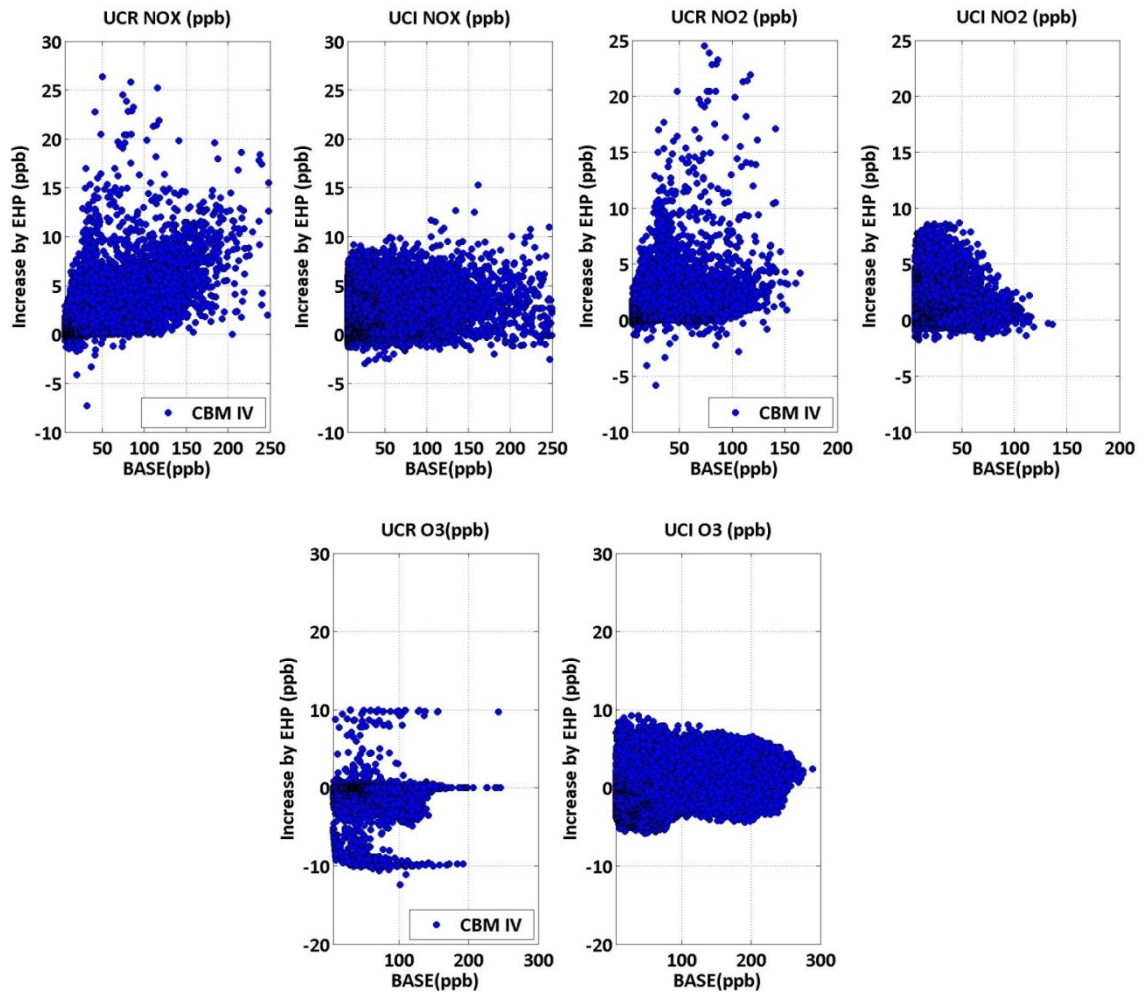 UCR NOX (ppb)
UCI NOX (ppb)
UCR NO2 (ppb)
UCI NO2 (ppb)
30
25
20
15
10
5
0
-5
-10
Increase by EHP (ppb)
50 100 150 200 250
BASE(ppb)
CBM IV
30
25
20
15
10
5
0
-5
-10
Increase by EHP (ppb)
50 100 150 200 250
BASE(ppb)
25
20
15
10
5
0
-5
-10
Increase by EHP (ppb)
50 100 150 200
BASE(ppb)
CBM IV
25
20
15
10
5
0
-5
-10
Increase by EHP (ppb)
50 100 150 200
BASE(ppb)
UCR O3(ppb)
UCI O3 (ppb)
30
20
10
0
-10
-20
Increase by EHP (ppb)
100 200 300
BASE(ppb)
CBM IV
30
20
10
0
-10
-20
Increase by EHP (ppb)
100 200 300
BASE(ppb)